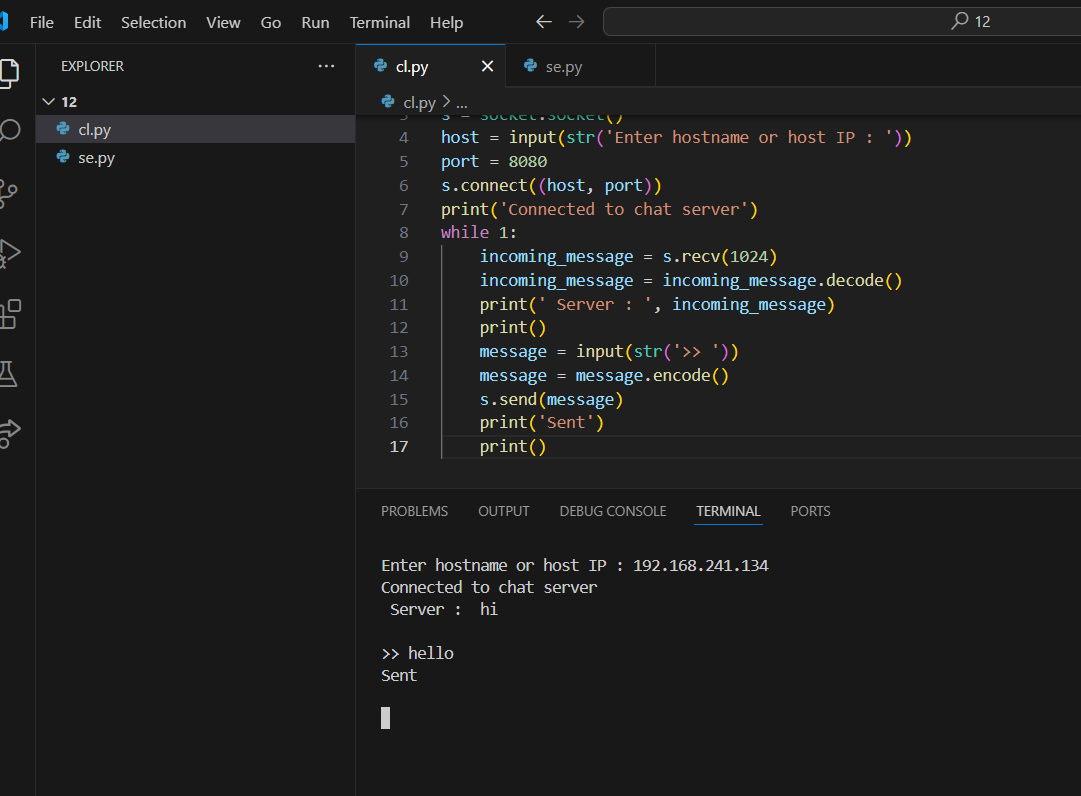 File Edit Selection View Go Run Terminal Help
12
EXPLORER
12
cl.py
se.py
cl.py se.py
cl.py > ...
3 s = socket.socket()
4 host = input(str('Enter hostname or host IP : '))
5 port = 8080
6 s.connect((host, port))
7 print('Connected to chat server')
8 while 1:
9 incoming_message = s.recv(1024)
10 incoming_message = incoming_message.decode()
11 print(' Server : ', incoming_message)
12 print()
13 message = input(str('>> '))
14 message = message.encode()
15 s.send(message)
16 print('Sent')
17 print()
PROBLEMS OUTPUT DEBUG CONSOLE TERMINAL PORTS
Enter hostname or host IP : 192.168.241.134
Connected to chat server
Server :  hi
>> hello
Sent